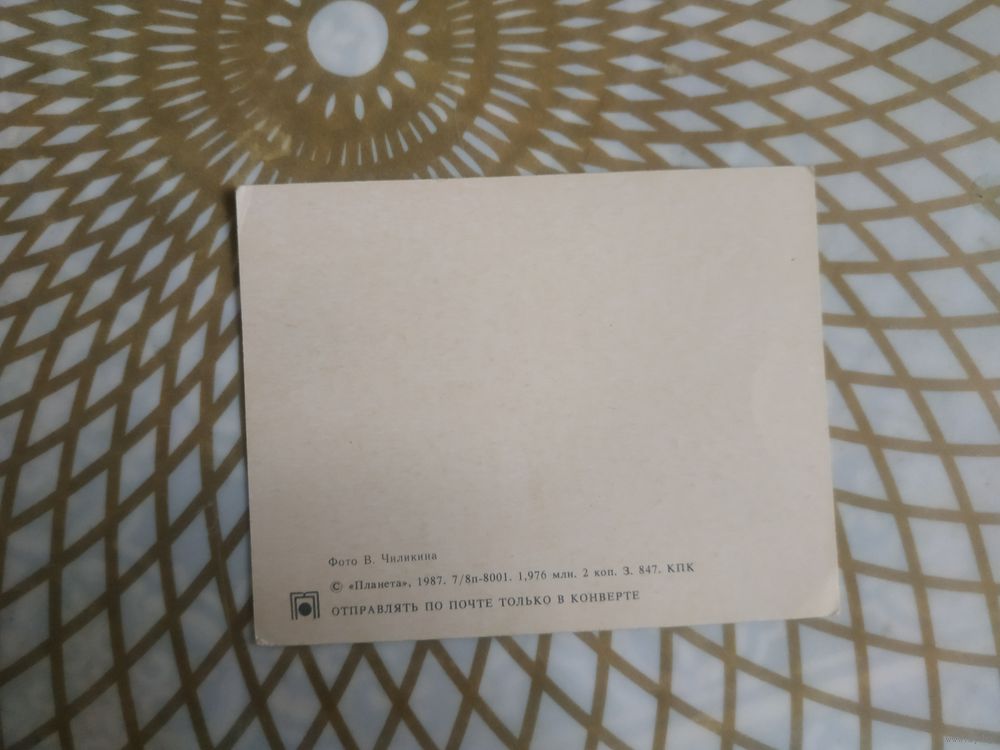 Фото В. Чиликина
© «Планета», 1987. 7/8п-8001. 1,976 млн. 2 коп. З. 847. КПК
ОТПРАВЛЯТЬ ПО ПОЧТЕ ТОЛЬКО В КОНВЕРТЕ